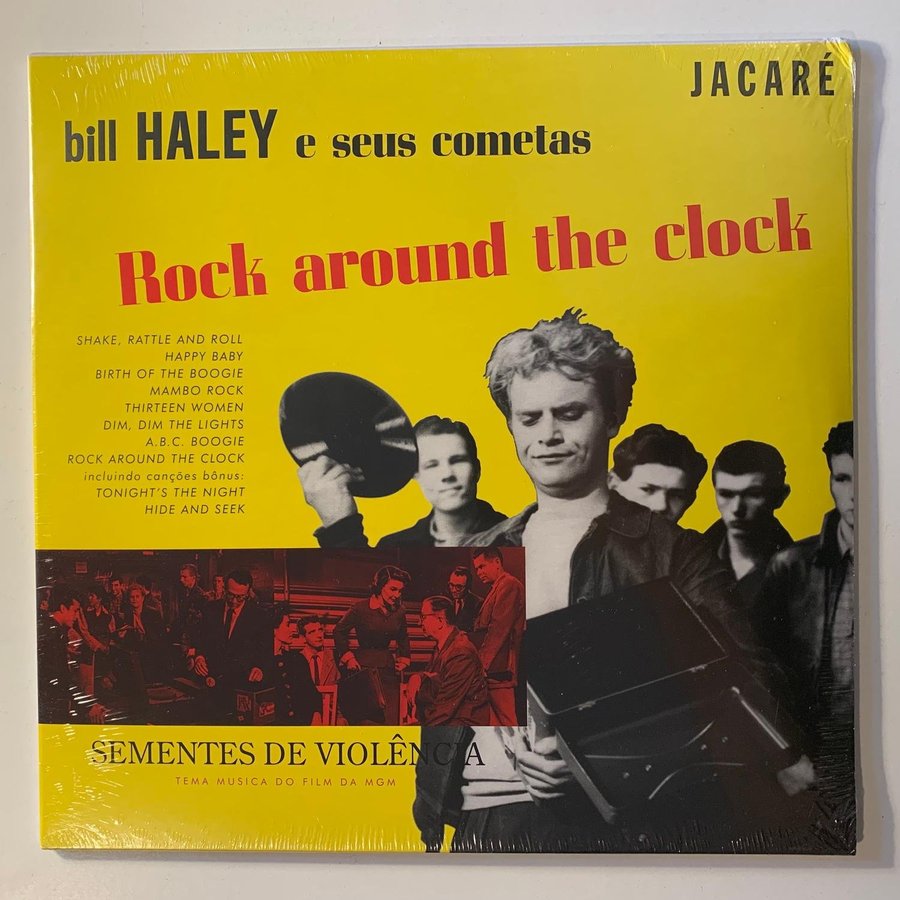 JACARÉ
bill HALEY e seus cometas
Rock around the clock
SHAKE, RATTLE AND ROLL
HAPPY BABY
BIRTH OF THE BOOGIE
MAMBO ROCK
THIRTEEN WOMEN
DIM, DIM THE LIGHTS
A.B.C. BOOGIE
ROCK AROUND THE CLOCK
incluindo canções bônus:
TONIGHT'S THE NIGHT
HIDE AND SEEK
SEMENTES DE VIOLÊNCIA
TEMA MUSICA DO FILM DA MGM